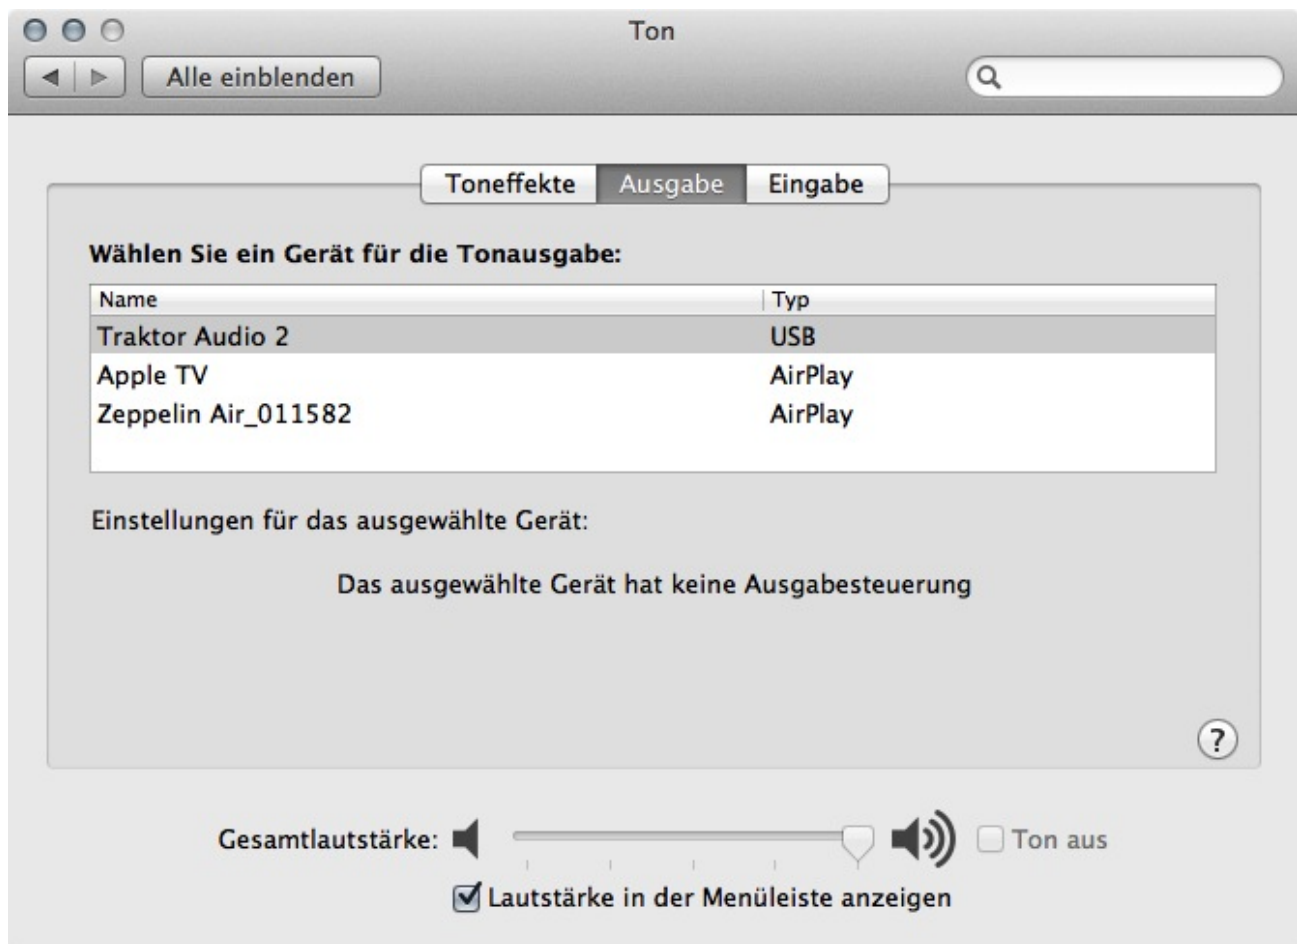 Ton
Alle einblenden
Toneffekte Ausgabe Eingabe
Wählen Sie ein Gerät für die Tonausgabe:
Name Typ
Traktor Audio 2 USB
Apple TV AirPlay
Zeppelin Air_011582 AirPlay
Einstellungen für das ausgewählte Gerät:
Das ausgewählte Gerät hat keine Ausgabesteuerung
?
Gesamtlautstärke: Ton aus
Lautstärke in der Menüleiste anzeigen